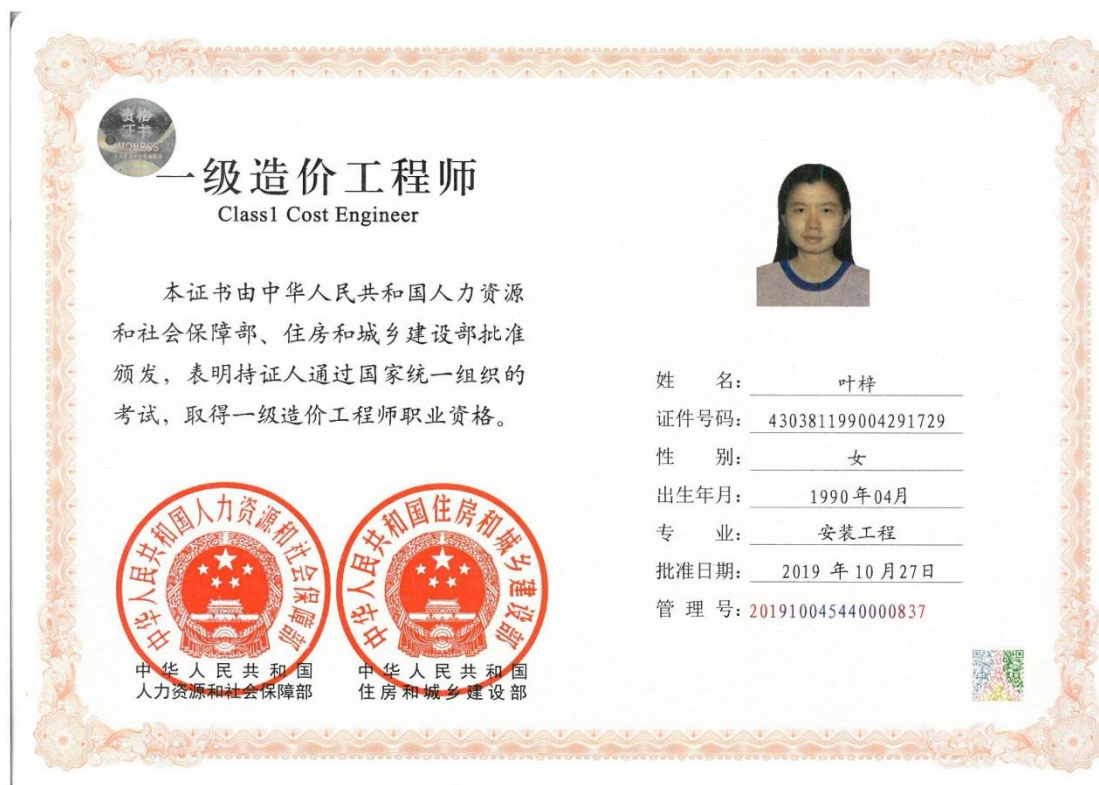 资格
证书
MOHRSS
一级造价工程师
Class1 Cost Engineer
本证书由中华人民共和国人力资源
和社会保障部、住房和城乡建设部批准
颁发，表明持证人通过国家统一组织的
考试，取得一级造价工程师职业资格。
中华人民共和国人力资源和社会保障部
中华人民共和国住房和城乡建设部
中华人民共和国
人力资源和社会保障部
中华人民共和国
住房和城乡建设部
姓 名： 叶梓
证件号码： 430381199004291729
性 别： 女
出生年月： 1990年04月
专 业： 安装工程
批准日期： 2019 年 10 月27日
管 理 号：201910045440000837